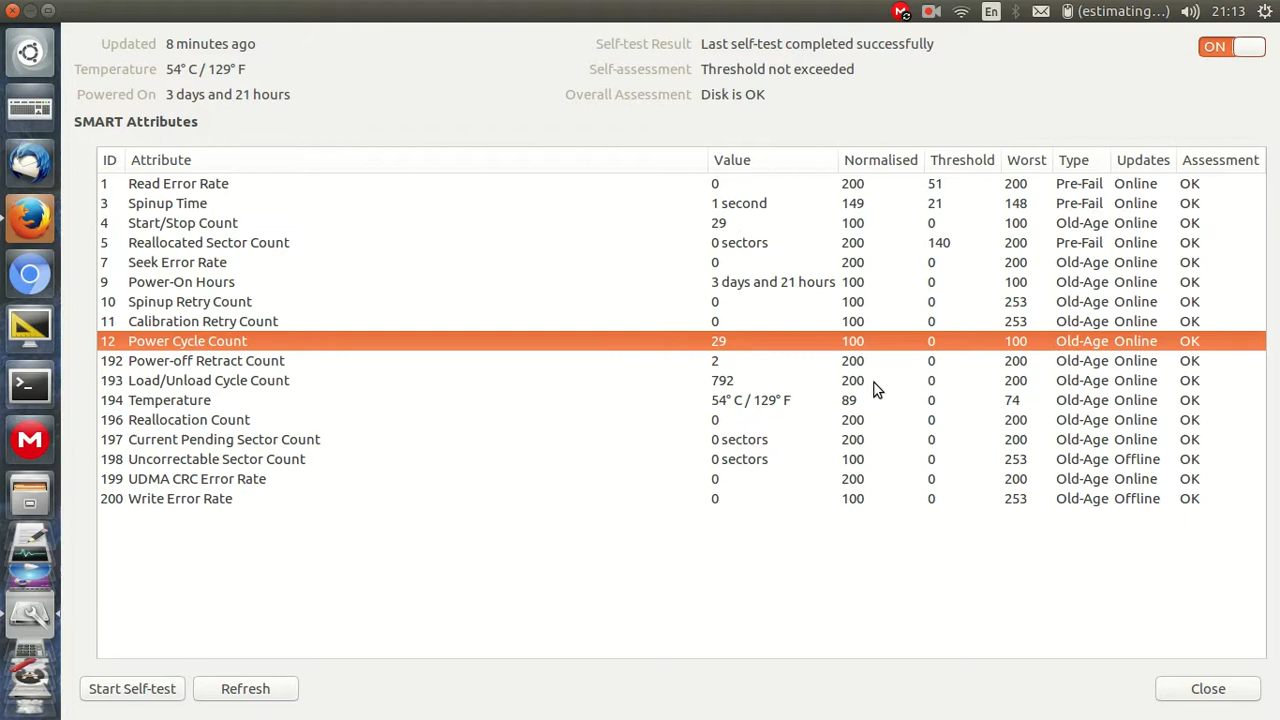 En (estimating...) 21:13
Updated 8 minutes ago Self-test Result Last self-test completed successfully ON
Temperature 54° C / 129° F Self-assessment Threshold not exceeded
Powered On 3 days and 21 hours Overall Assessment Disk is OK
SMART Attributes
ID Attribute Value Normalised Threshold Worst Type Updates Assessment
1 Read Error Rate 0 200 51 200 Pre-Fail Online OK
3 Spinup Time 1 second 149 21 148 Pre-Fail Online OK
4 Start/Stop Count 29 100 0 100 Old-Age Online OK
5 Reallocated Sector Count 0 sectors 200 140 200 Pre-Fail Online OK
7 Seek Error Rate 0 200 0 200 Old-Age Online OK
9 Power-On Hours 3 days and 21 hours 100 0 100 Old-Age Online OK
10 Spinup Retry Count 0 100 0 253 Old-Age Online OK
11 Calibration Retry Count 0 100 0 253 Old-Age Online OK
12 Power Cycle Count 29 100 0 100 Old-Age Online OK
192 Power-off Retract Count 2 200 0 200 Old-Age Online OK
193 Load/Unload Cycle Count 792 200 0 200 Old-Age Online OK
194 Temperature 54° C / 129° F 89 0 74 Old-Age Online OK
196 Reallocation Count 0 200 0 200 Old-Age Online OK
197 Current Pending Sector Count 0 sectors 200 0 200 Old-Age Online OK
198 Uncorrectable Sector Count 0 sectors 100 0 253 Old-Age Offline OK
199 UDMA CRC Error Rate 0 200 0 200 Old-Age Online OK
200 Write Error Rate 0 100 0 253 Old-Age Offline OK
Start Self-test Refresh Close